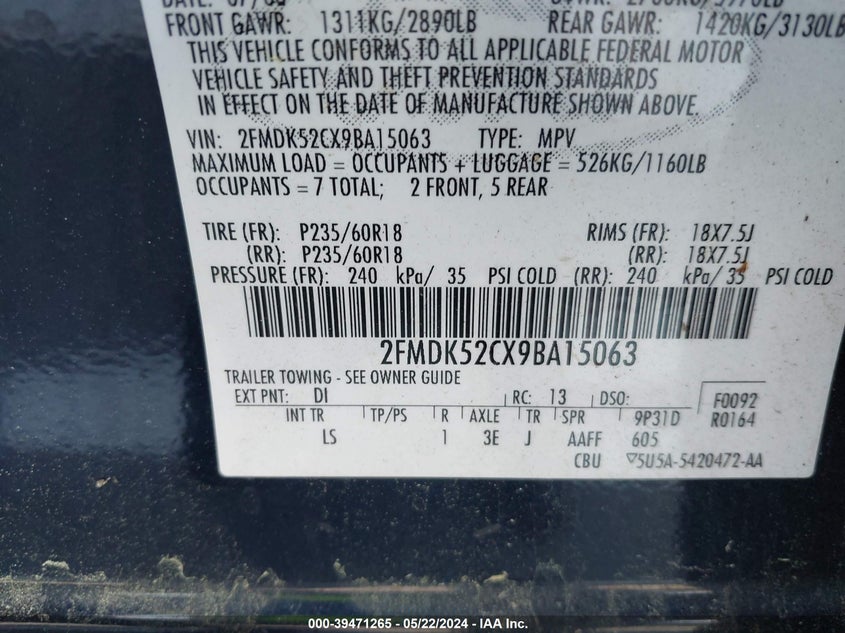 FRONT GAWR: 1311KG/2890LB REAR GAWR: 1420KG/3130LB
THIS VEHICLE CONFORMS TO ALL APPLICABLE FEDERAL MOTOR
VEHICLE SAFETY AND THEFT PREVENTION STANDARDS
IN EFFECT ON THE DATE OF MANUFACTURE SHOWN ABOVE.
VIN: 2FMDK52CX9BA15063 TYPE: MPV
MAXIMUM LOAD = OCCUPANTS + LUGGAGE = 526KG/1160LB
OCCUPANTS = 7 TOTAL; 2 FRONT, 5 REAR
TIRE (FR): P235/60R18 RIMS (FR): 18X7.5J
(RR): P235/60R18 (RR): 18X7.5J
PRESSURE (FR): 240 kPa/ 35 PSI COLD (RR): 240 kPa/ 35 PSI COLD
2FMDK52CX9BA15063
TRAILER TOWING - SEE OWNER GUIDE
EXT PNT: DI RC: 13 DSO: F0092
INT TR TP/PS R AXLE TR SPR 9P31D R0164
LS 1 3E J AAFF 605
CBU ▽5U5A-5420472-AA
000-39471265 - 05/22/2024 - IAA Inc.